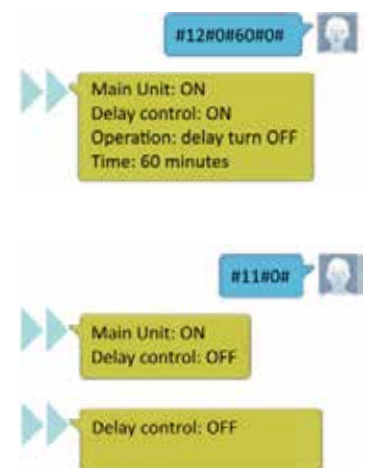 #12#0#60#0#
Main Unit: ON
Delay control: ON
Operation: delay turn OFF
Time: 60 minutes
#11#0#
Main Unit: ON
Delay control: OFF
Delay control: OFF